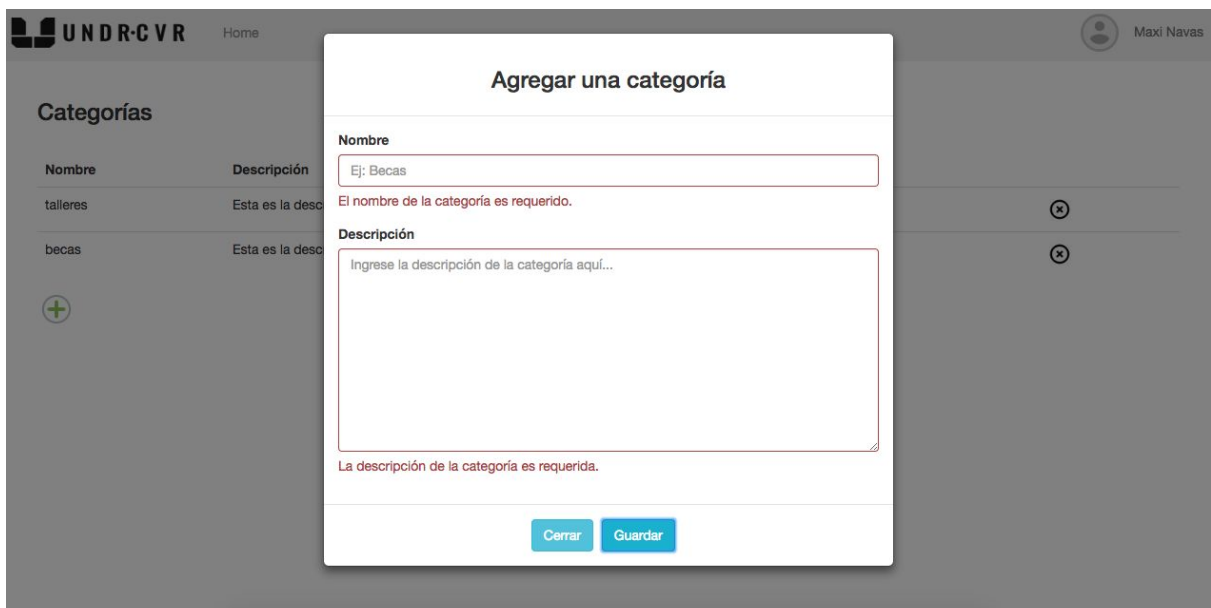 UNDR·CVR
Home
Maxi Navas
Categorías
Nombre
Descripción
talleres
Esta es la desc
becas
Esta es la desc
Agregar una categoría
Nombre
Ej: Becas
El nombre de la categoría es requerido.
Descripción
Ingrese la descripción de la categoría aquí...
La descripción de la categoría es requerida.
Cerrar
Guardar